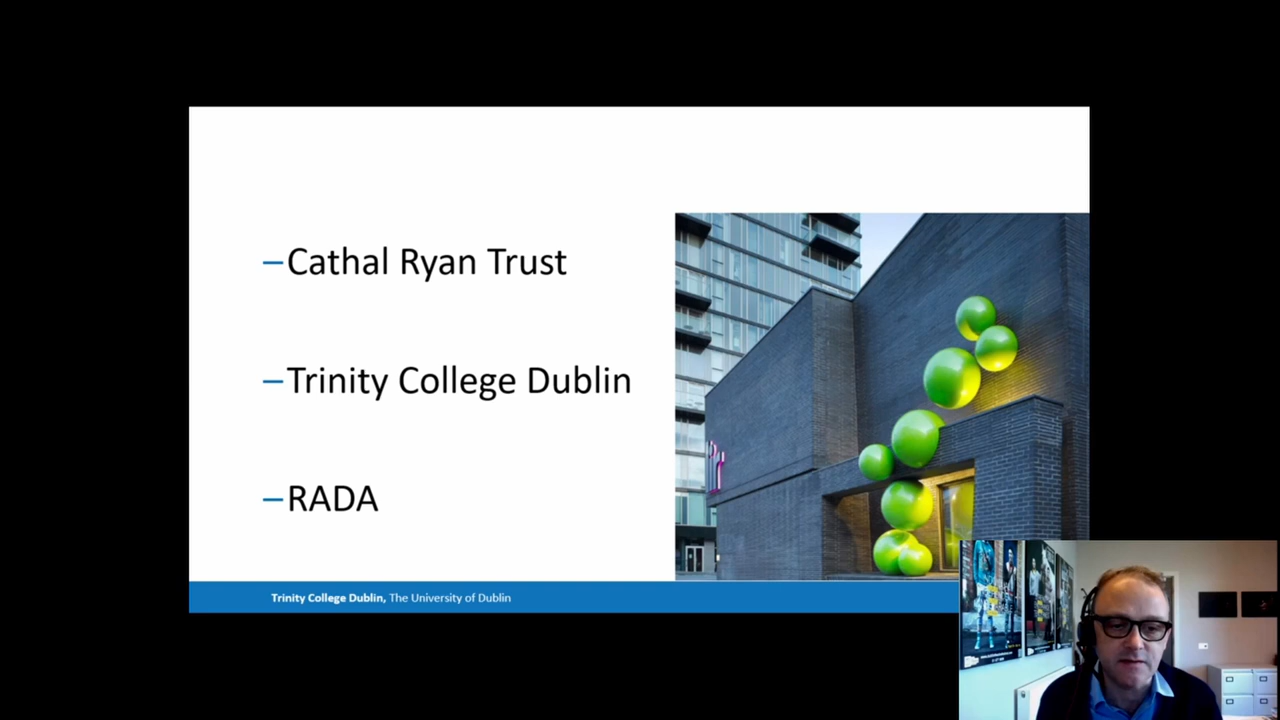 –Cathal Ryan Trust
–Trinity College Dublin
–RADA
Trinity College Dublin, The University of Dublin